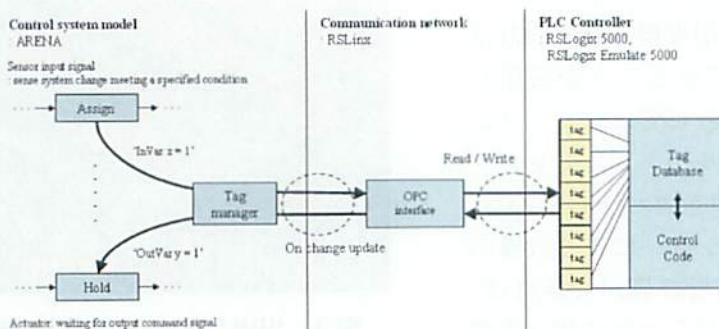 Control system model
: ARENA
Sensor input signal
: sense system change meeting a specified condition
Assign
'InVar x = 1'
Tag
manager
'OutVar y = 1'
Hold
Actuator: waiting for output command signal
Communication network
: RSLinx
On change update
OPC
interface
Read / Write
PLC Controller
: RSLogix 5000,
RSLogix Emulate 5000
tag
tag
tag
tag
tag
tag
tag
tag
Tag
Database
Control
Code